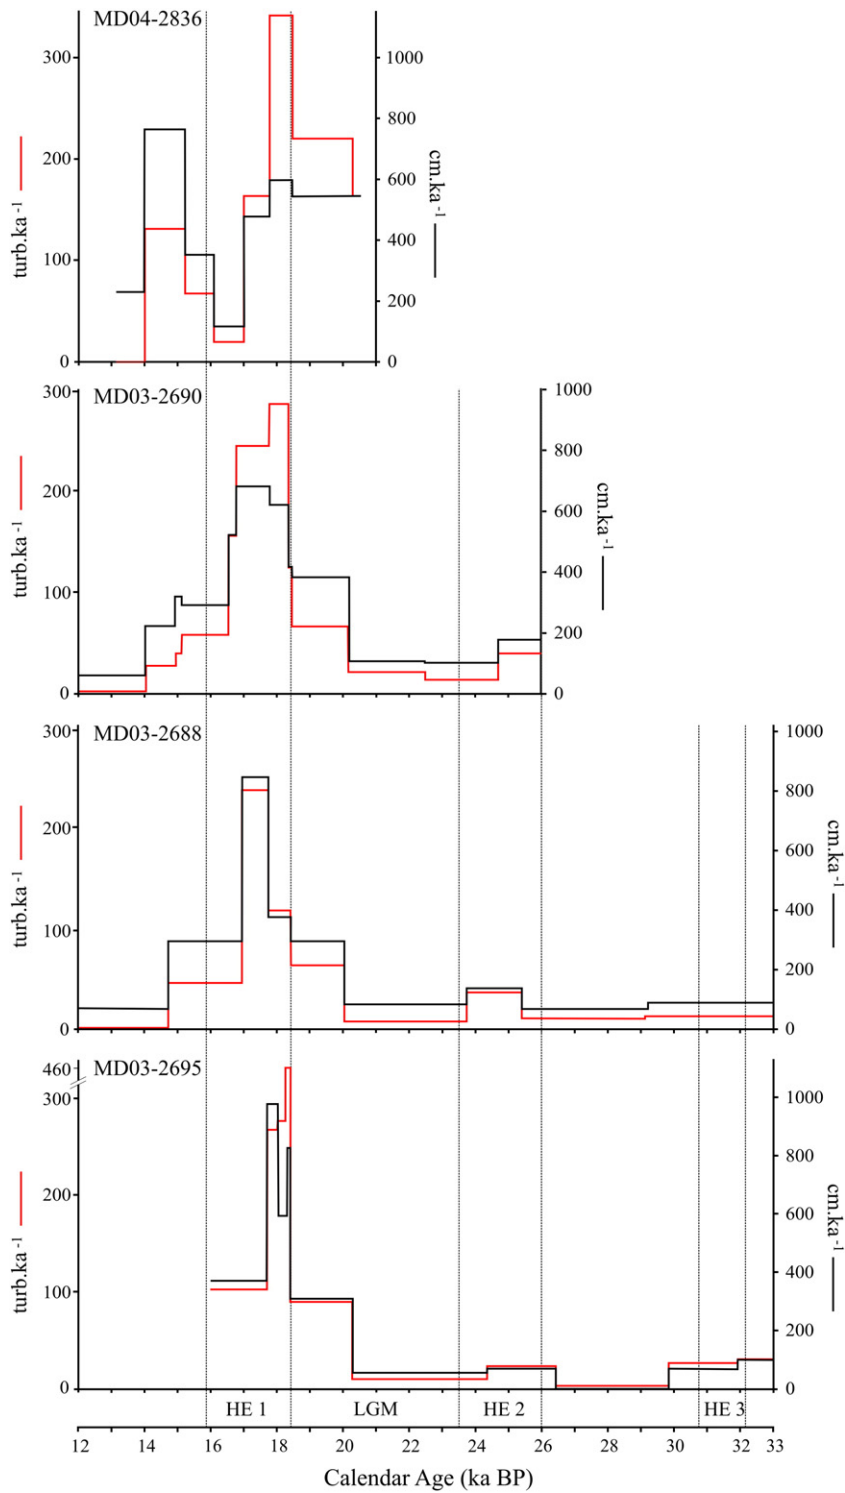 MD04-2836
300
200
100
0
turb.ka⁻¹
1000
800
600
400
200
0
cm.ka⁻¹
MD03-2690
300
200
100
0
turb.ka⁻¹
1000
800
600
400
200
0
cm.ka⁻¹
MD03-2688
300
200
100
0
turb.ka⁻¹
1000
800
600
400
200
0
cm.ka⁻¹
MD03-2695
460
300
200
100
0
turb.ka⁻¹
1000
800
600
400
200
0
cm.ka⁻¹
HE 1 LGM HE 2 HE 3
12 14 16 18 20 22 24 26 28 30 32 33
Calendar Age (ka BP)